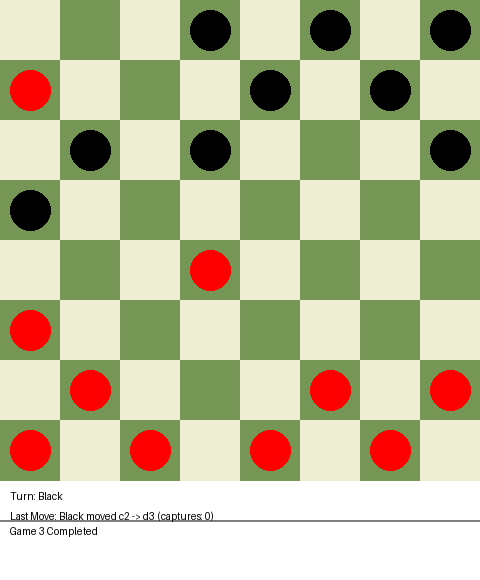 Turn: Black
Last Move: Black moved c2 -> d3 (captures: 0)
Game 3 Completed